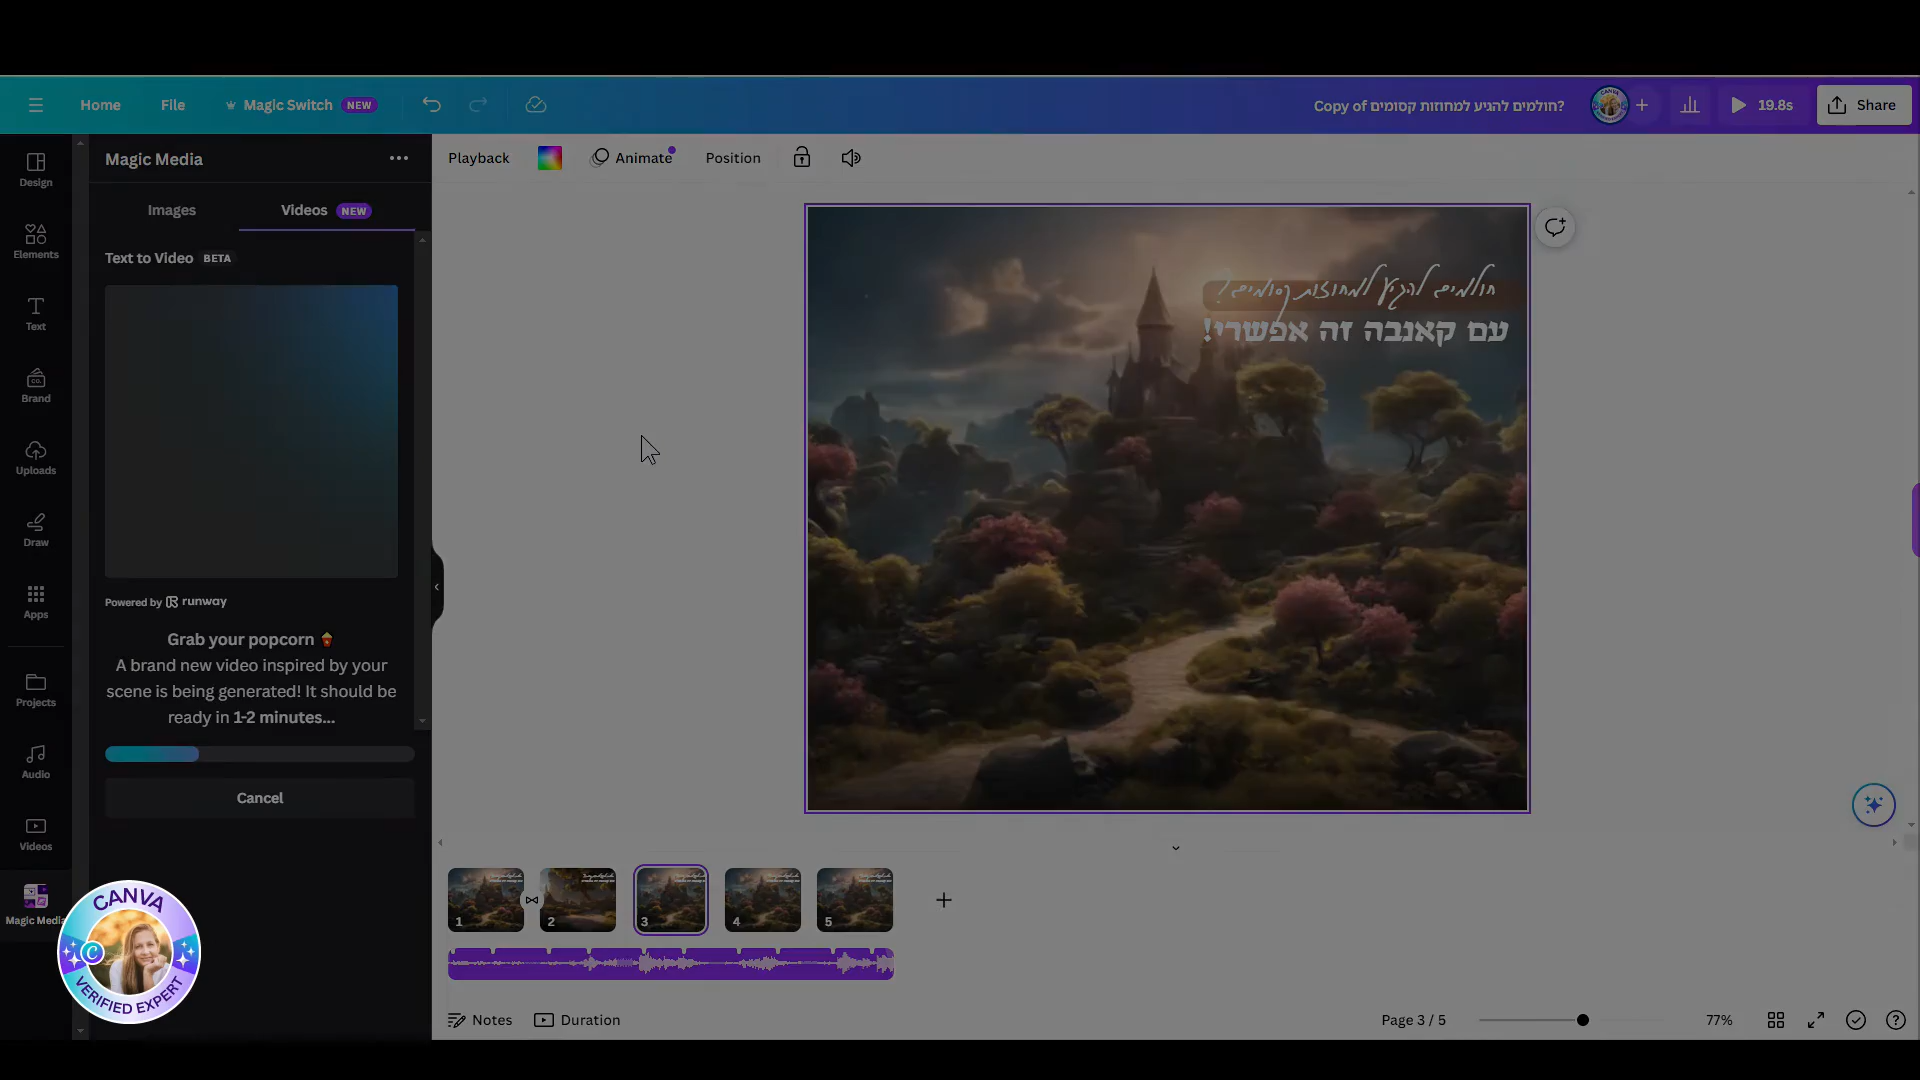 Home File Magic Switch NEW
Copy of חולמים להגיע למחוזות קסומים?
19.8s
Share
Design
Elements
Text
Brand
Uploads
Draw
Apps
Projects
Audio
Videos
Magic Media
Magic Media
Images Videos NEW
Text to Video BETA
Powered by runway
Grab your popcorn 🍿
A brand new video inspired by your
scene is being generated! It should be
ready in 1-2 minutes...
Cancel
Playback Animate Position
חולמים להגיע למחוזות קסומים?
עם קאנבה זה אפשרי!
1 2 3 4 5
Notes Duration
Page 3 / 5
77%
CANVA
VERIFIED EXPERT